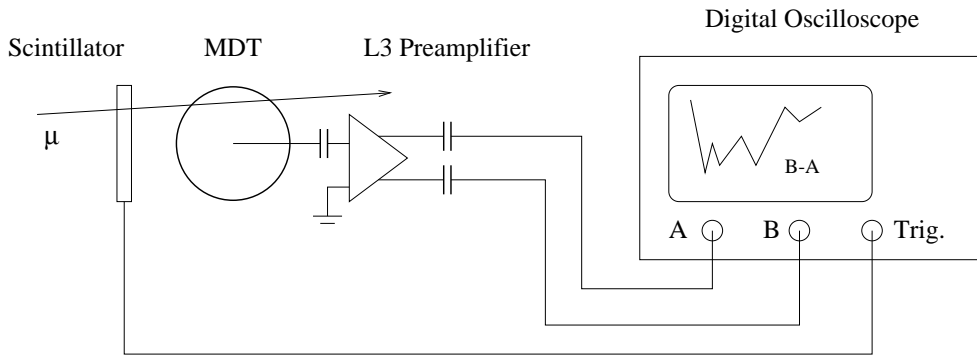 Digital Oscilloscope
Scintillator MDT L3 Preamplifier
μ
B-A
A B Trig.